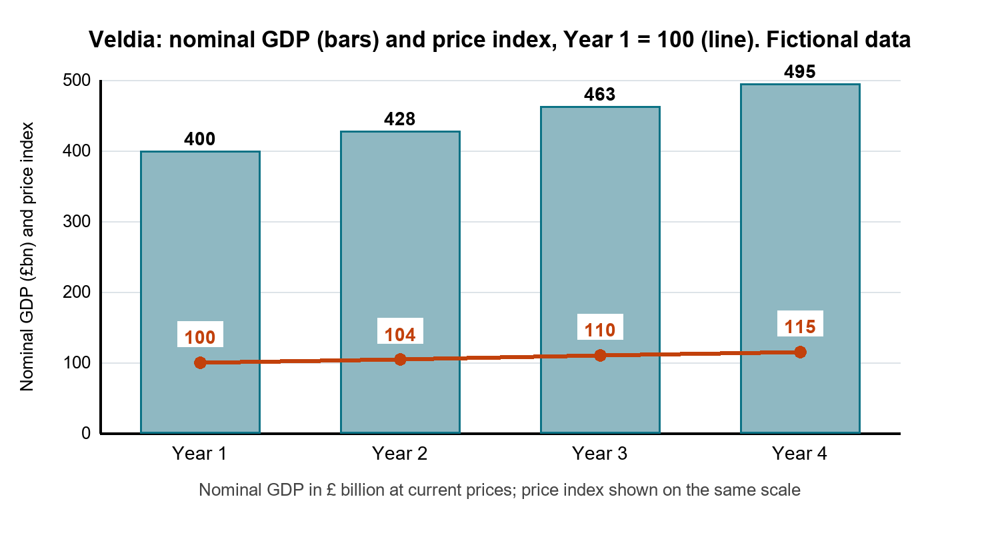 Veldia: nominal GDP (bars) and price index, Year 1 = 100 (line). Fictional data
Nominal GDP (£bn) and price index
500
400
300
200
100
0
400
428
463
495
100
104
110
115
Year 1
Year 2
Year 3
Year 4
Nominal GDP in £ billion at current prices; price index shown on the same scale